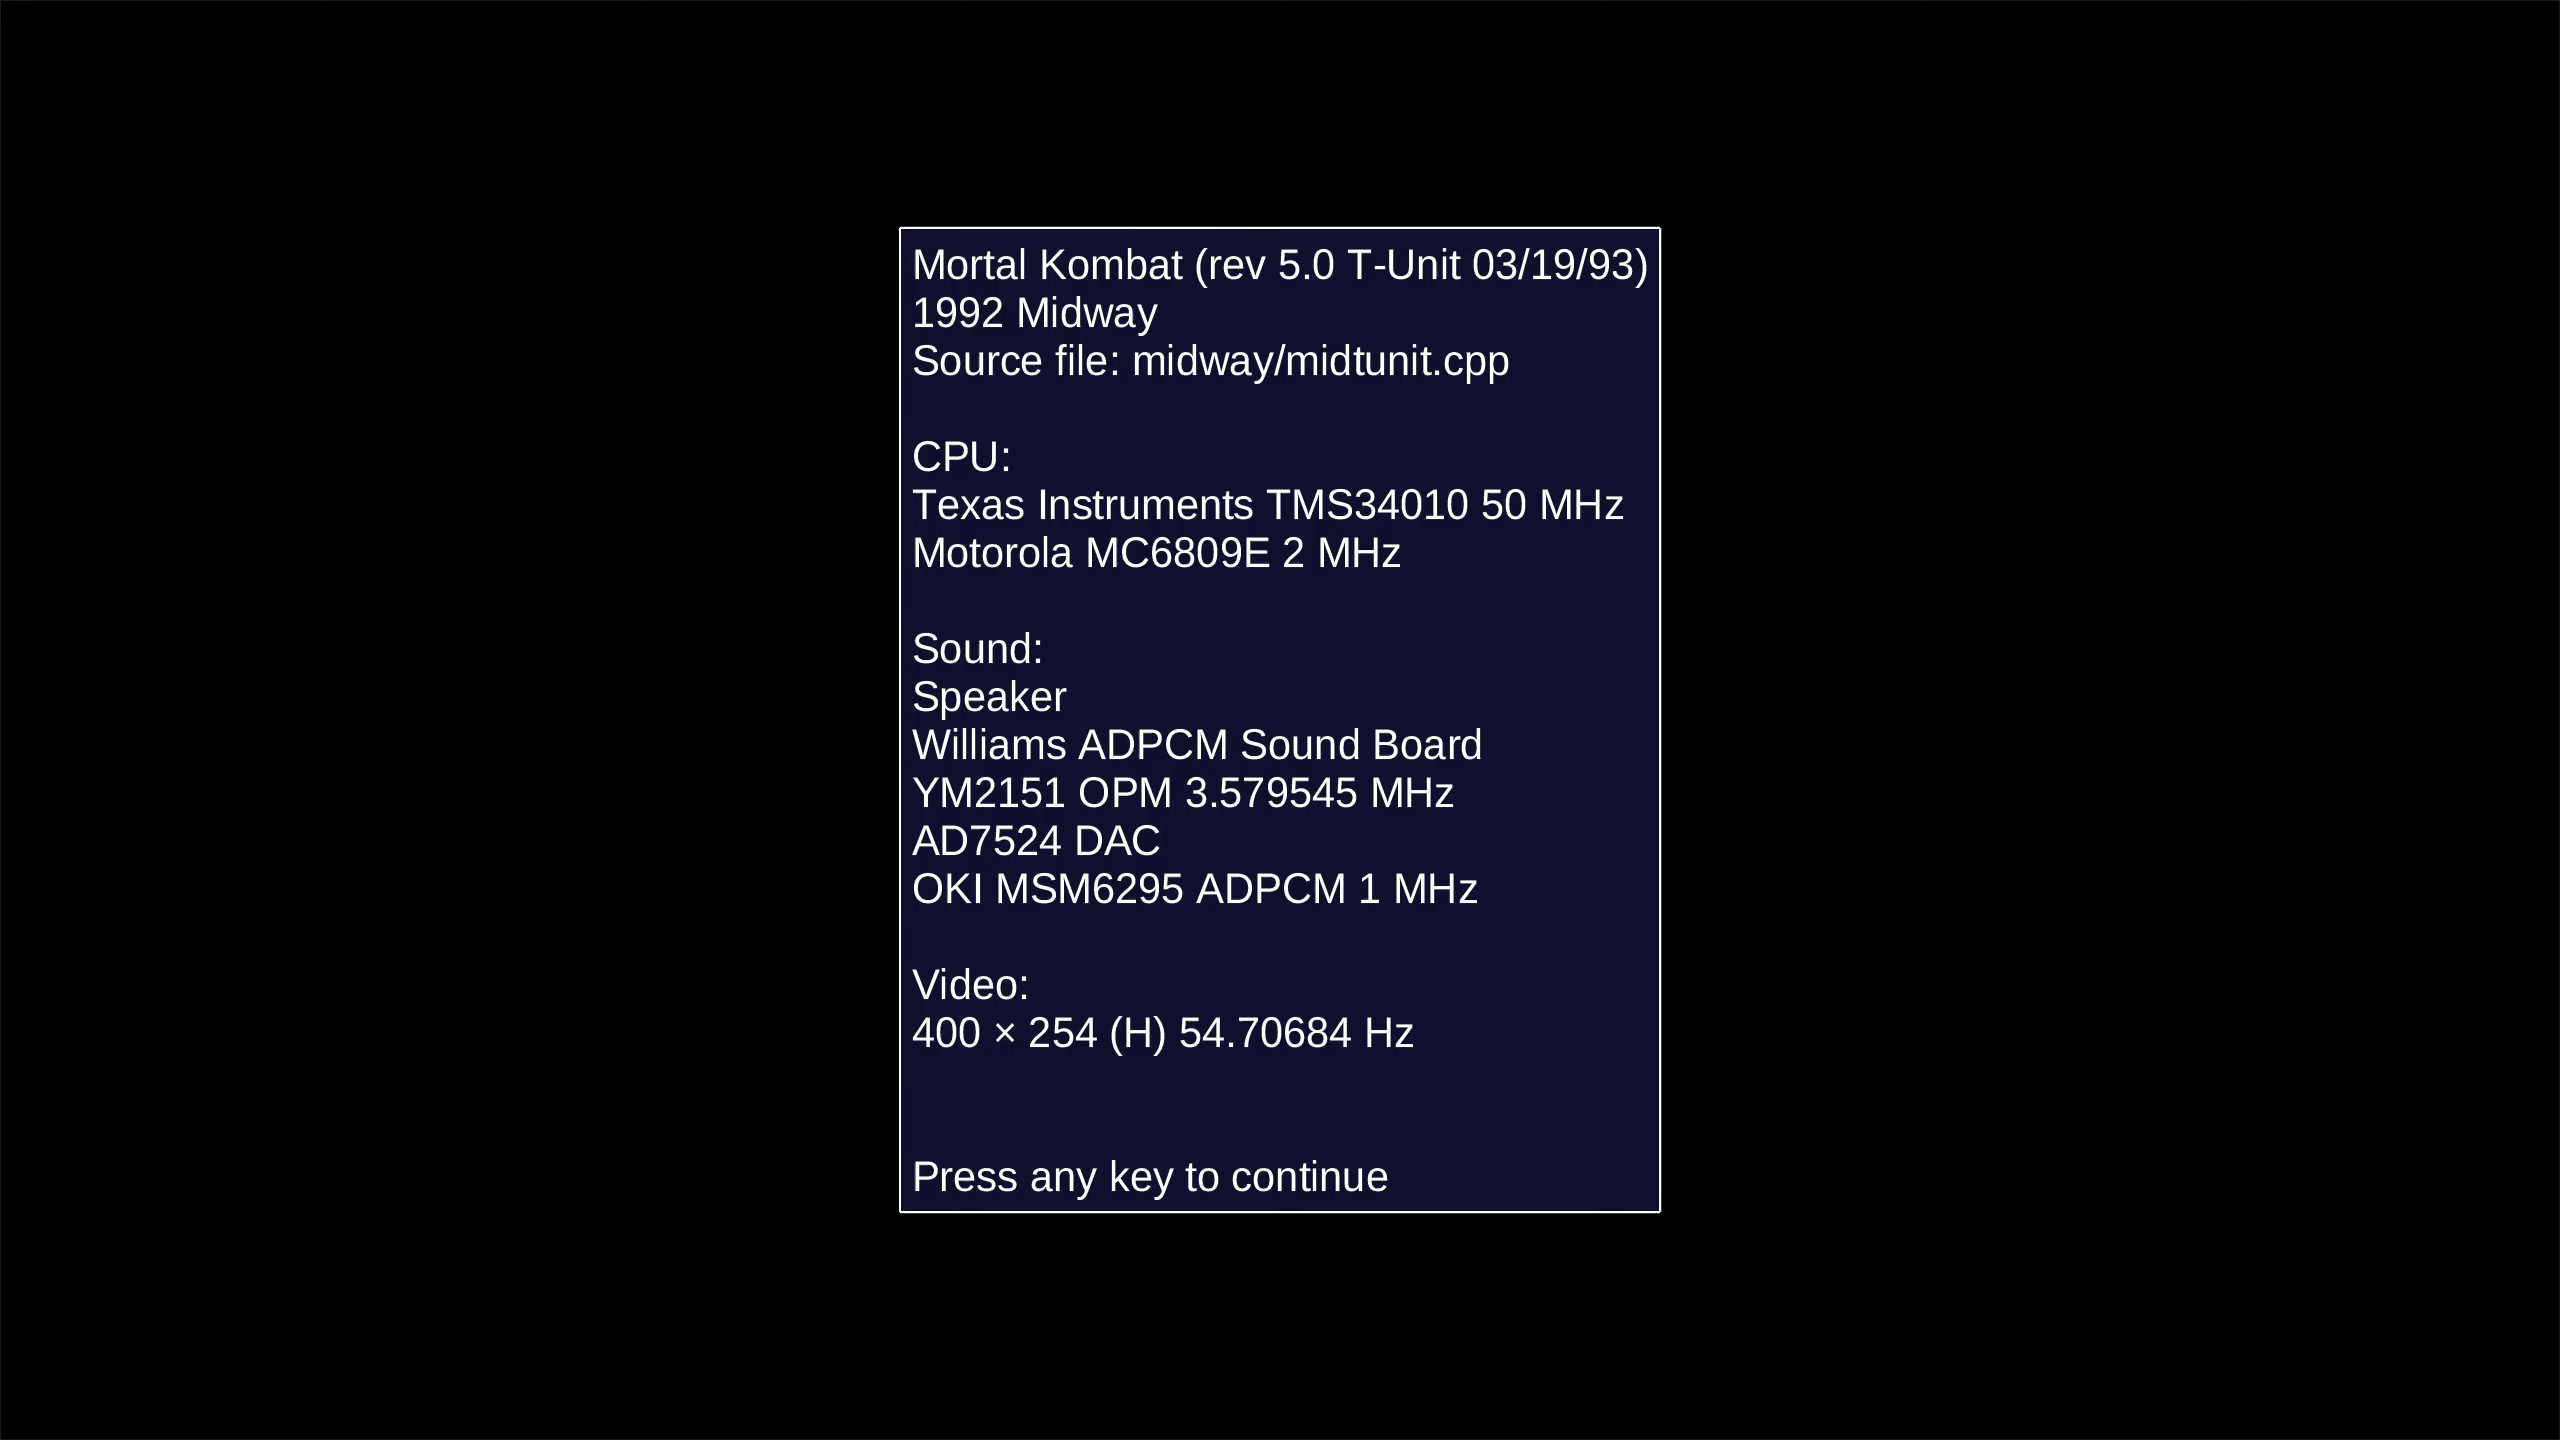 Mortal Kombat (rev 5.0 T-Unit 03/19/93)
1992 Midway
Source file: midway/midtunit.cpp
CPU:
Texas Instruments TMS34010 50 MHz
Motorola MC6809E 2 MHz
Sound:
Speaker
Williams ADPCM Sound Board
YM2151 OPM 3.579545 MHz
AD7524 DAC
OKI MSM6295 ADPCM 1 MHz
Video:
400 × 254 (H) 54.70684 Hz
Press any key to continue